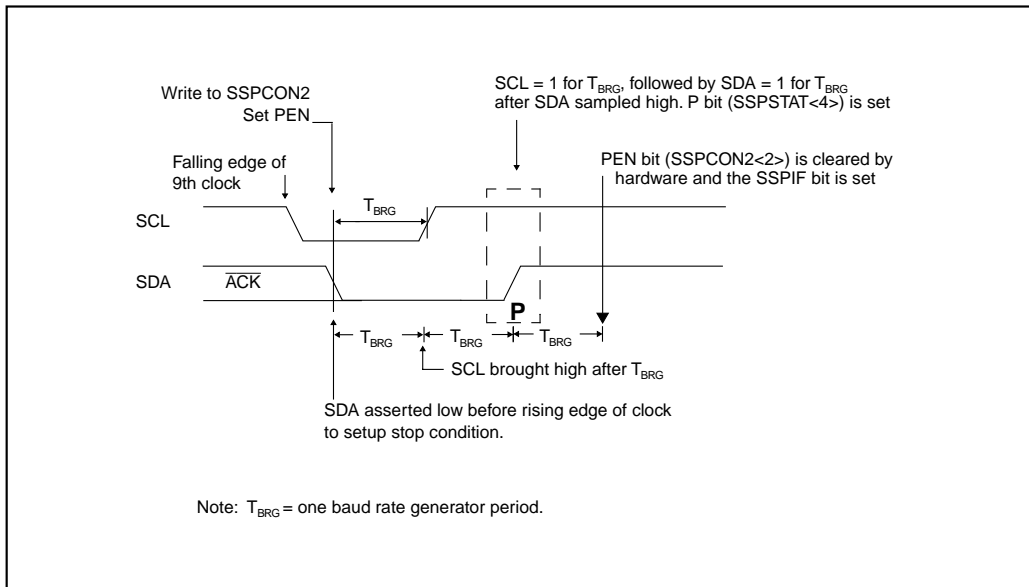 SCL = 1 for TBRG, followed by SDA = 1 for TBRG
after SDA sampled high. P bit (SSPSTAT<4>) is set
Write to SSPCON2
Set PEN
PEN bit (SSPCON2<2>) is cleared by
hardware and the SSPIF bit is set
Falling edge of
9th clock
TBRG
SCL
SDA
ACK
P
TBRG
TBRG
TBRG
SCL brought high after TBRG
SDA asserted low before rising edge of clock
to setup stop condition.
Note: TBRG = one baud rate generator period.